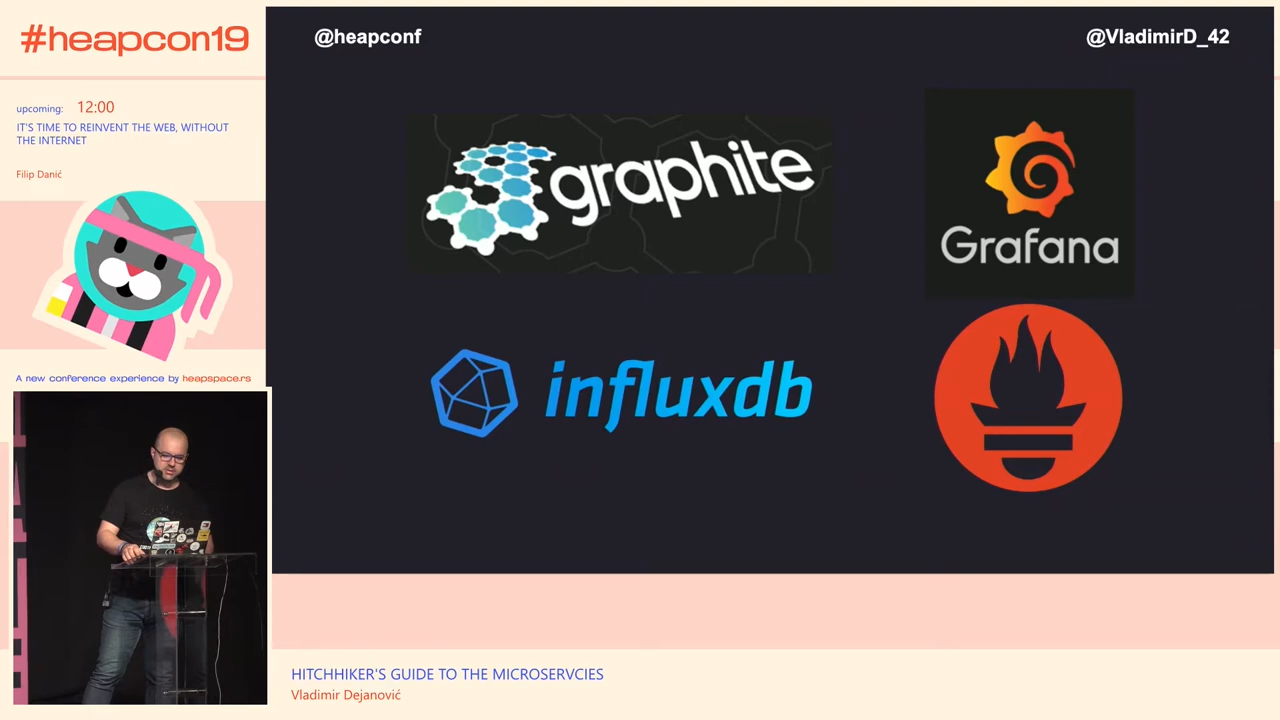 #heapcon19
upcoming: 12:00
IT'S TIME TO REINVENT THE WEB, WITHOUT
THE INTERNET
Filip Danić
A new conference experience by heapspace.rs
@heapconf
@VladimirD_42
graphite
Grafana
influxdb
HITCHHIKER'S GUIDE TO THE MICROSERVCIES
Vladimir Dejanović